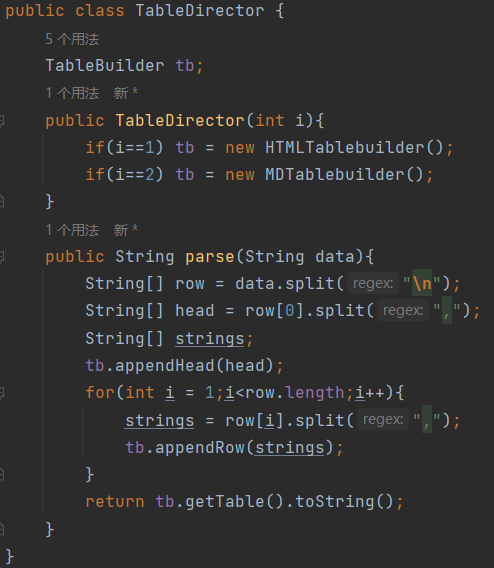 public class TableDirector {
5 个用法
TableBuilder tb;
1 个用法 新 *
public TableDirector(int i){
if(i==1) tb = new HTMLTablebuilder();
if(i==2) tb = new MDTablebuilder();
}
1 个用法 新 *
public String parse(String data){
String[] row = data.split( regex: "\n");
String[] head = row[0].split( regex: ",");
String[] strings;
tb.appendHead(head);
for(int i = 1;i<row.length;i++){
strings = row[i].split( regex: ",");
tb.appendRow(strings);
}
return tb.getTable().toString();
}
}